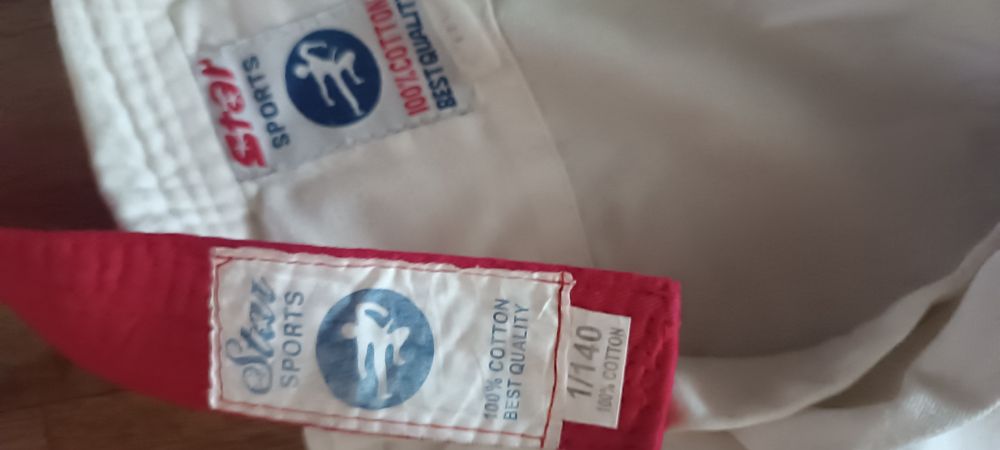 Star
SPORTS
100% COTTON
BEST QUALITY
Star
SPORTS
100% COTTON
BEST QUALITY
1/140
100% COTTON